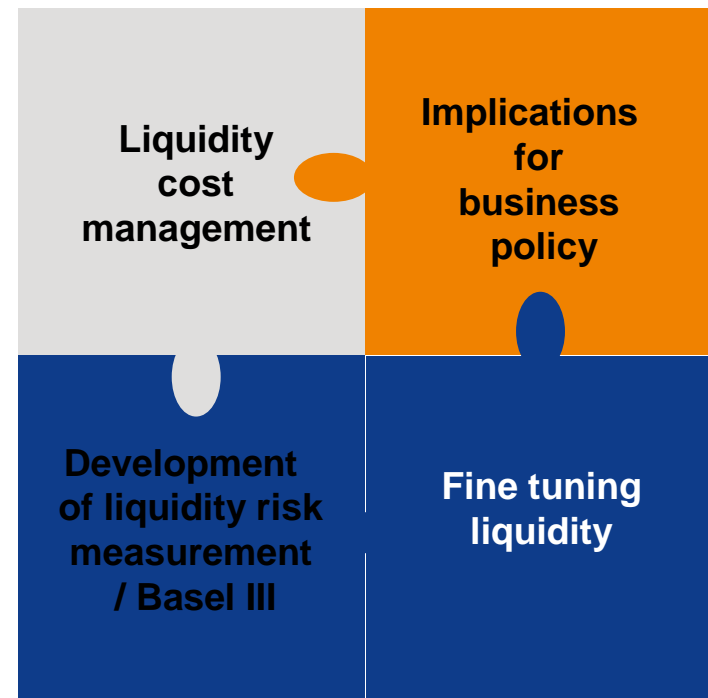 Liquidity
cost
management
Implications
for
business
policy
Development
of liquidity risk
measurement
/ Basel III
Fine tuning
liquidity